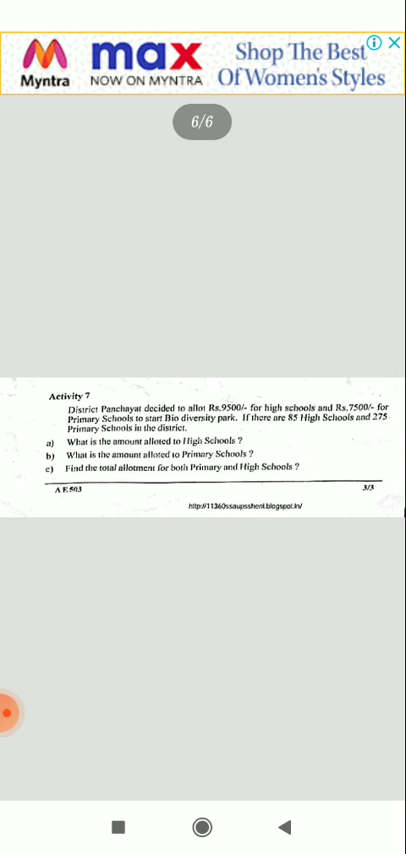 max
Shop The Best
Myntra
NOW ON MYNTRA
Of Women's Styles
6/6
Activity 7
District Panchayat decided to allot Rs.9500/- for high schools and Rs.7500/- for
Primary Schools to start Bio diversity park. If there are 85 High Schools and 275
Primary Schools in the district.
a) What is the amount alloted to High Schools ?
b) What is the amount alloted to Primary Schools ?
c) Find the total allotment for both Primary and High Schools ?
A E 503
3/3
http://11360ssaupssheni.blogspot.in/